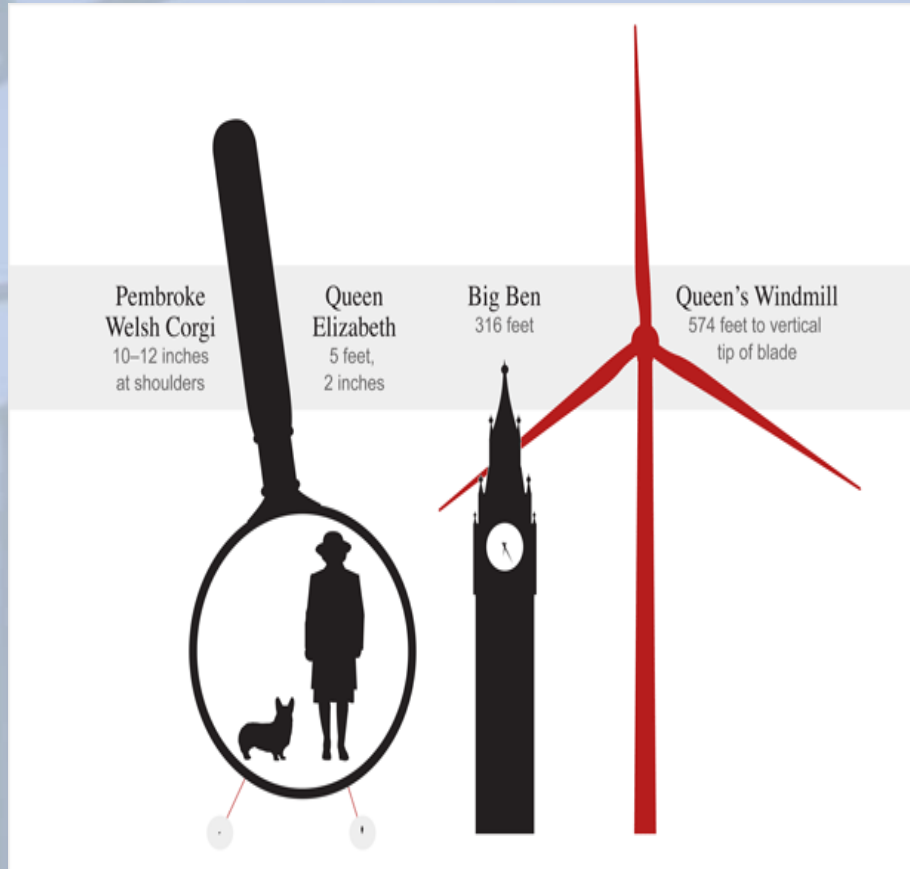 Pembroke
Welsh Corgi
10–12 inches
at shoulders
Queen
Elizabeth
5 feet,
2 inches
Big Ben
316 feet
Queen’s Windmill
574 feet to vertical
tip of blade